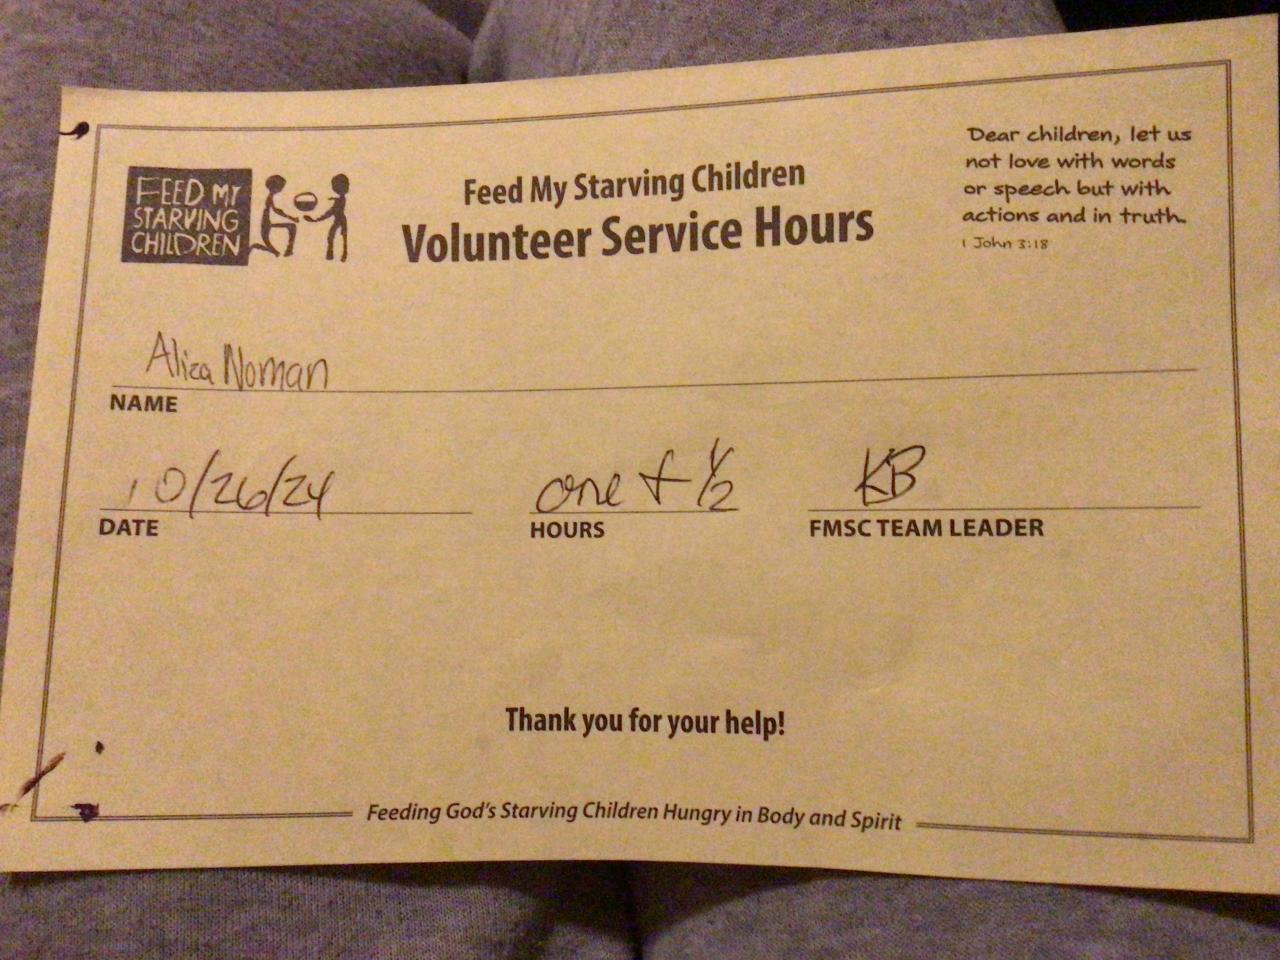 FEED MY
STARVING
CHILDREN
Feed My Starving Children
Volunteer Service Hours
Dear children, let us
not love with words
or speech but with
actions and in truth.
1 John 3:18
Aliza Noman
NAME
10/26/24
DATE
one & 1/2
HOURS
KB
FMSC TEAM LEADER
Thank you for your help!
Feeding God's Starving Children Hungry in Body and Spirit